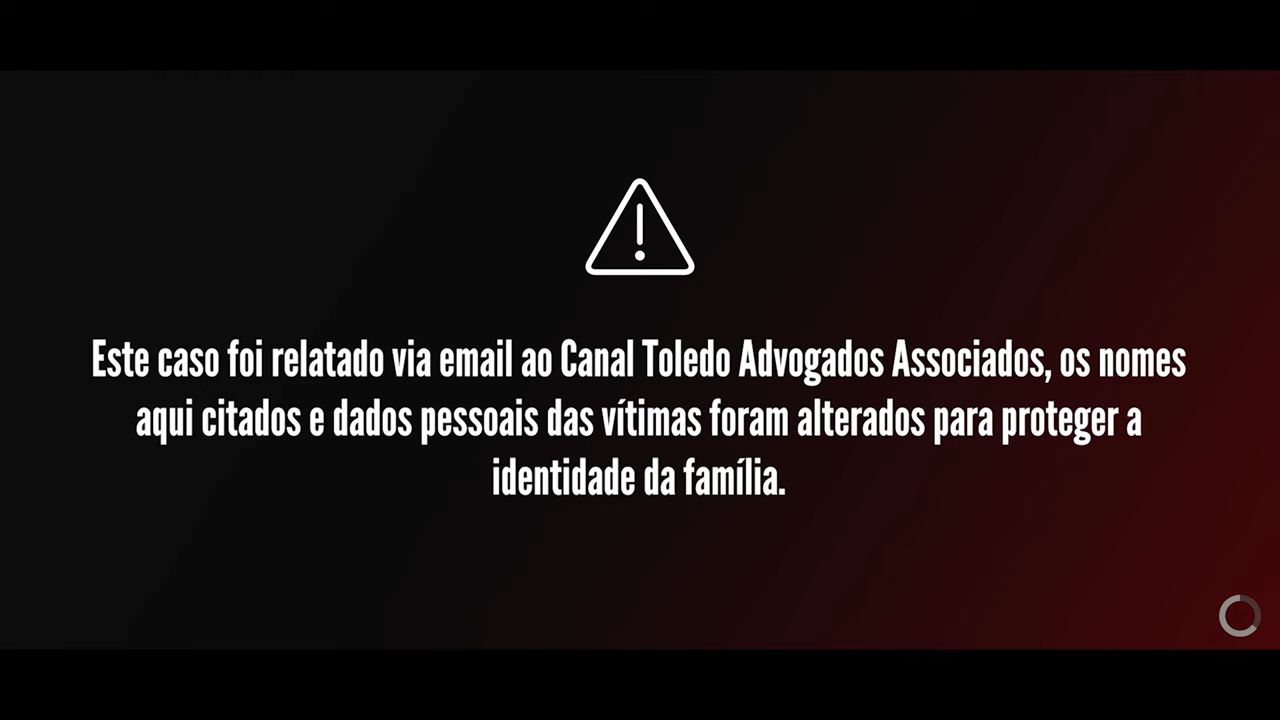 Este caso foi relatado via email ao Canal Toledo Advogados Associados, os nomes
aqui citados e dados pessoais das vítimas foram alterados para proteger a
identidade da família.